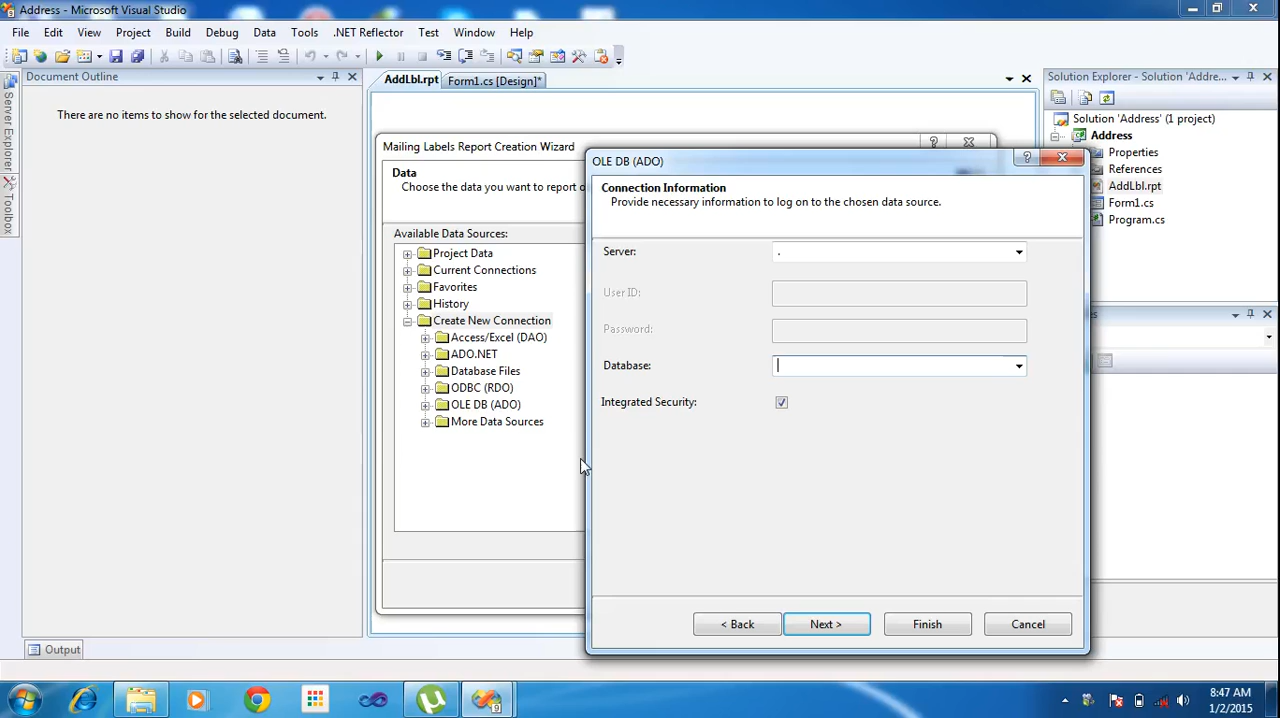 Address - Microsoft Visual Studio
File Edit View Project Build Debug Data Tools .NET Reflector Test Window Help
Document Outline
There are no items to show for the selected document.
Server Explorer
Toolbox
AddLbl.rpt Form1.cs [Design]*
Mailing Labels Report Creation Wizard
Data
Choose the data you want to report o
Available Data Sources:
Project Data
Current Connections
Favorites
History
Create New Connection
Access/Excel (DAO)
ADO.NET
Database Files
ODBC (RDO)
OLE DB (ADO)
More Data Sources
OLE DB (ADO)
Connection Information
Provide necessary information to log on to the chosen data source.
Server: .
User ID:
Password:
Database:
Integrated Security:
< Back Next > Finish Cancel
Solution Explorer - Solution 'Addre...
Solution 'Address' (1 project)
Address
Properties
References
AddLbl.rpt
Form1.cs
Program.cs
Output
8:47 AM
1/2/2015